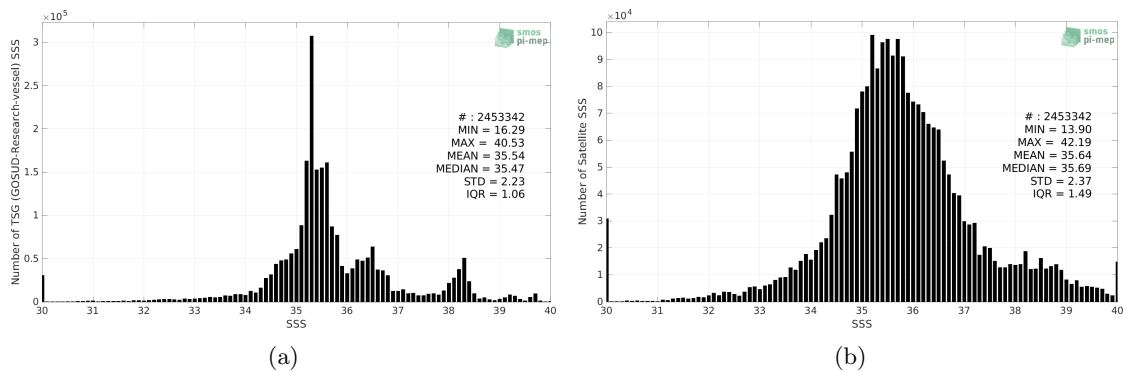 ×10⁵
Number of TSG (GOSUD-Research-vessel) SSS
3
2.5
2
1.5
1
0.5
0
30 31 32 33 34 35 36 37 38 39 40
SSS
smos
pi-mep
# : 2453342
MIN = 16.29
MAX = 40.53
MEAN = 35.54
MEDIAN = 35.47
STD = 2.23
IQR = 1.06
(a)
×10⁴
Number of Satellite SSS
10
9
8
7
6
5
4
3
2
1
0
30 31 32 33 34 35 36 37 38 39 40
SSS
smos
pi-mep
# : 2453342
MIN = 13.90
MAX = 42.19
MEAN = 35.64
MEDIAN = 35.69
STD = 2.37
IQR = 1.49
(b)